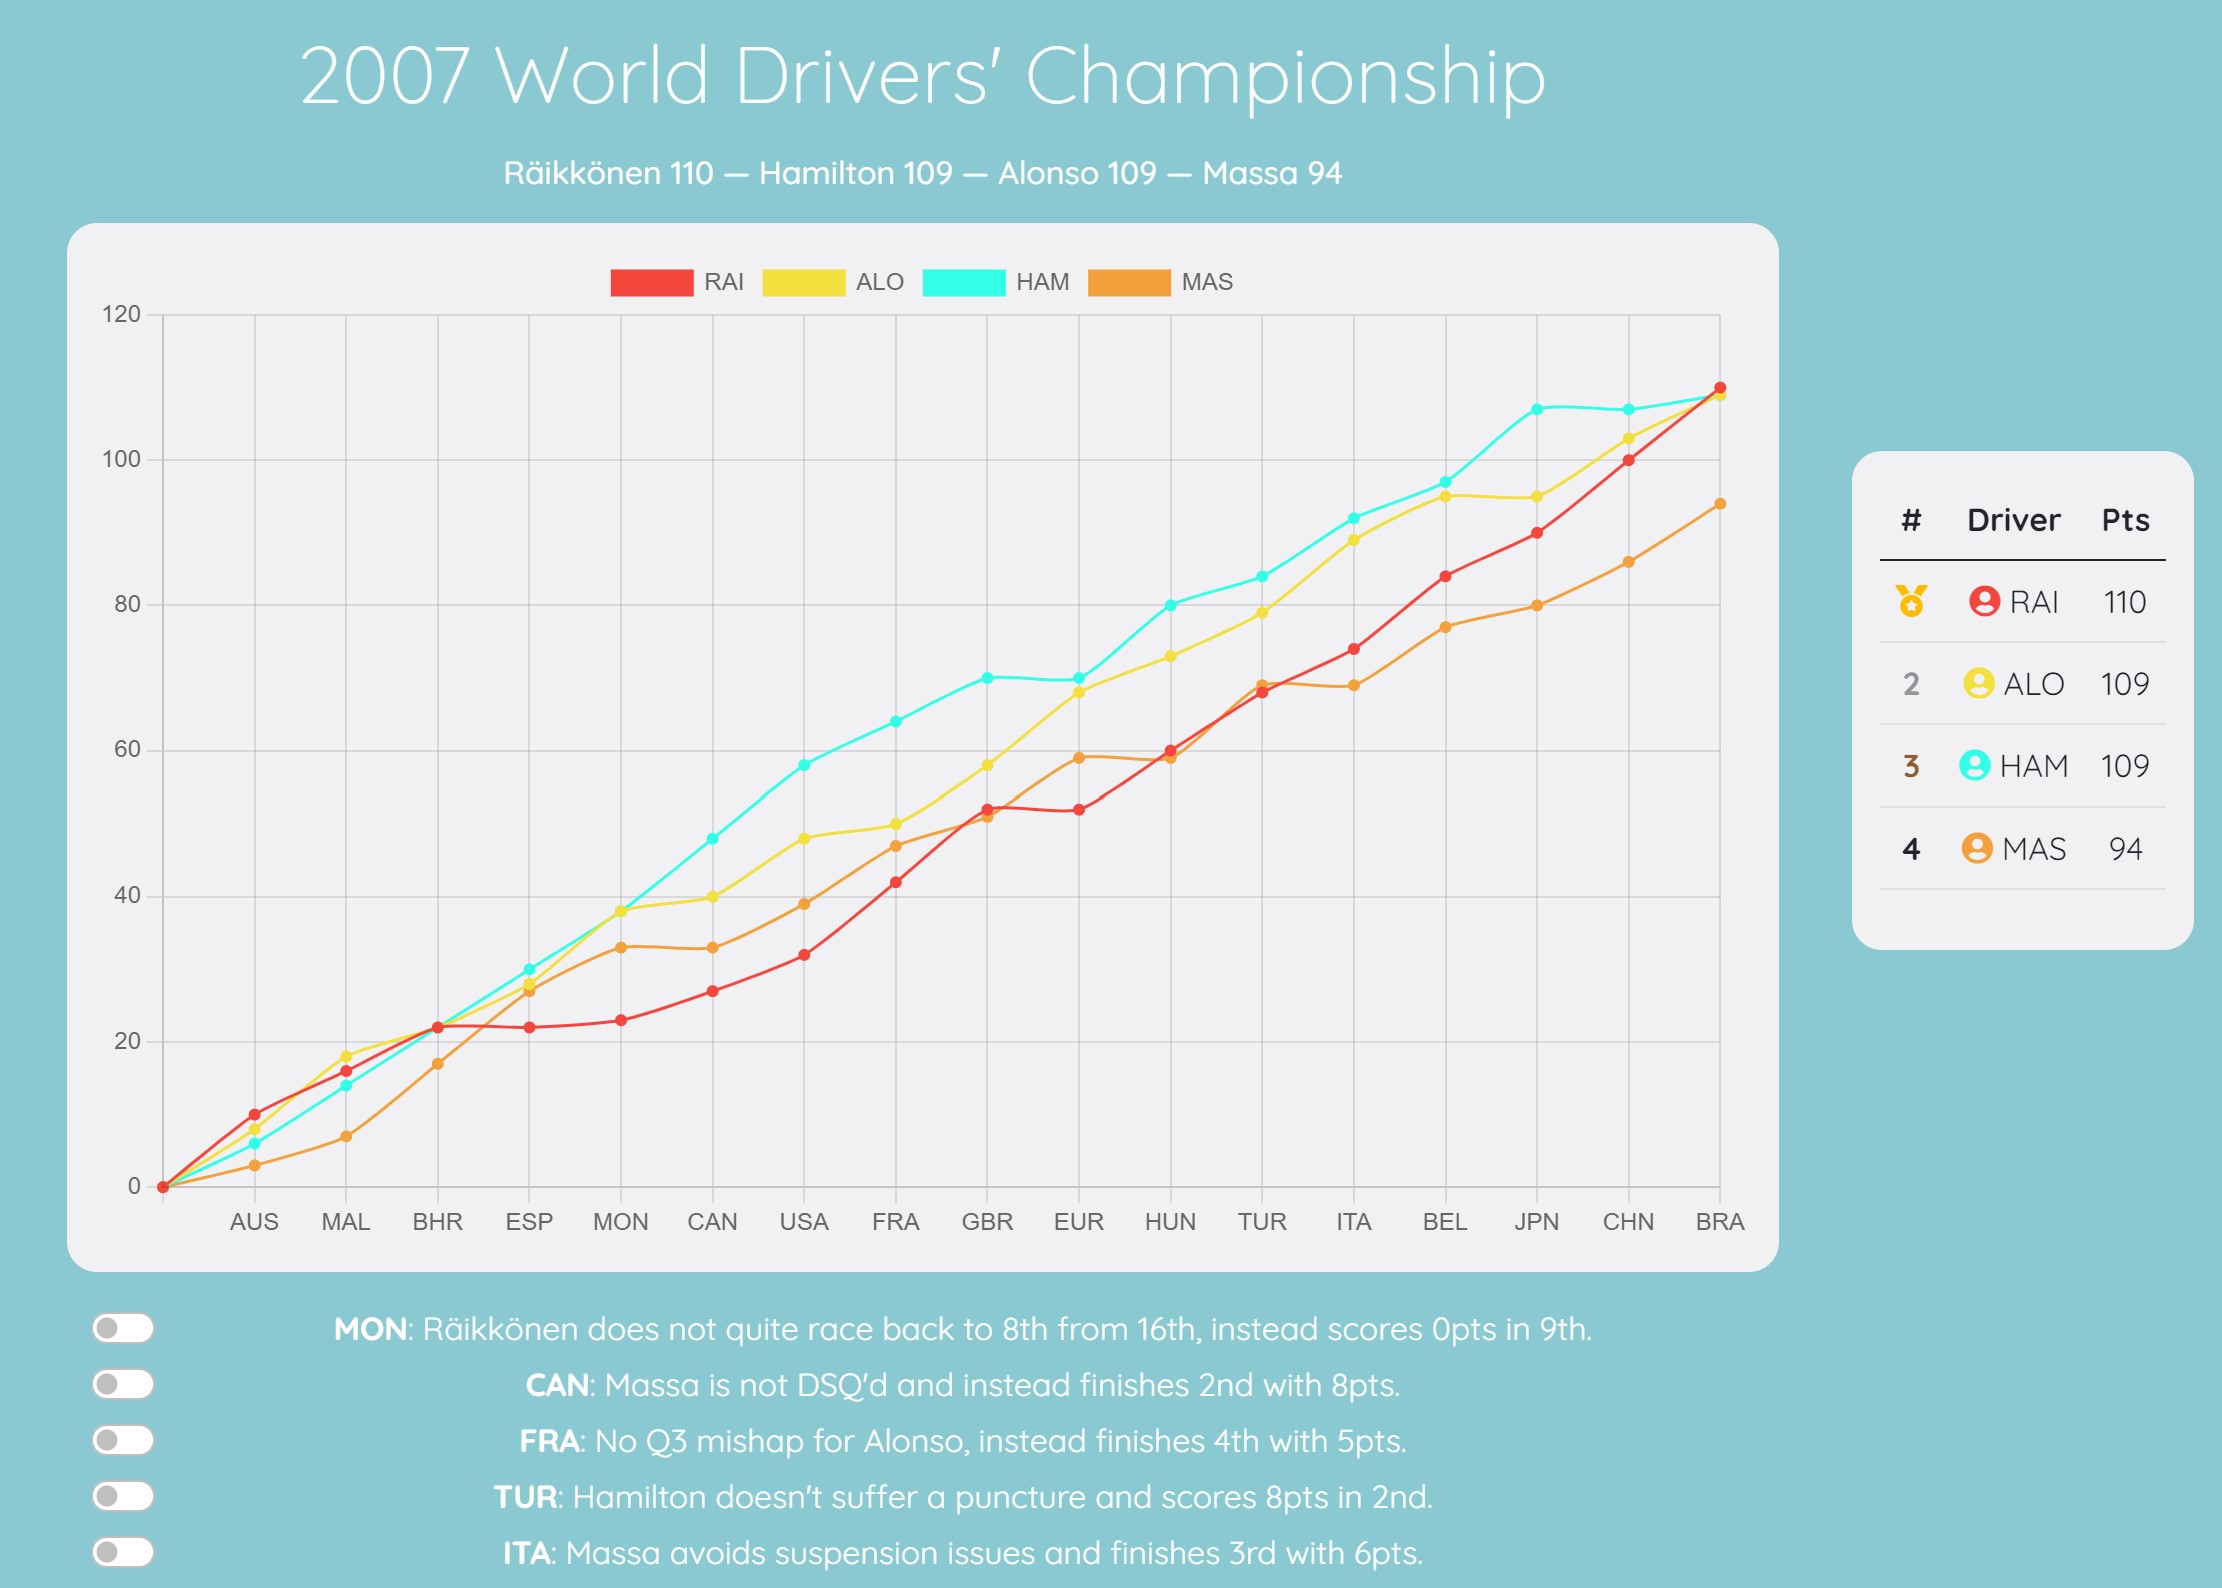 2007 World Drivers' Championship
Räikkönen 110 — Hamilton 109 — Alonso 109 — Massa 94
RAI ALO HAM MAS
120
100
80
60
40
20
0
AUS MAL BHR ESP MON CAN USA FRA GBR EUR HUN TUR ITA BEL JPN CHN BRA
# Driver Pts
RAI 110
2 ALO 109
3 HAM 109
4 MAS 94
MON: Räikkönen does not quite race back to 8th from 16th, instead scores 0pts in 9th.
CAN: Massa is not DSQ'd and instead finishes 2nd with 8pts.
FRA: No Q3 mishap for Alonso, instead finishes 4th with 5pts.
TUR: Hamilton doesn't suffer a puncture and scores 8pts in 2nd.
ITA: Massa avoids suspension issues and finishes 3rd with 6pts.